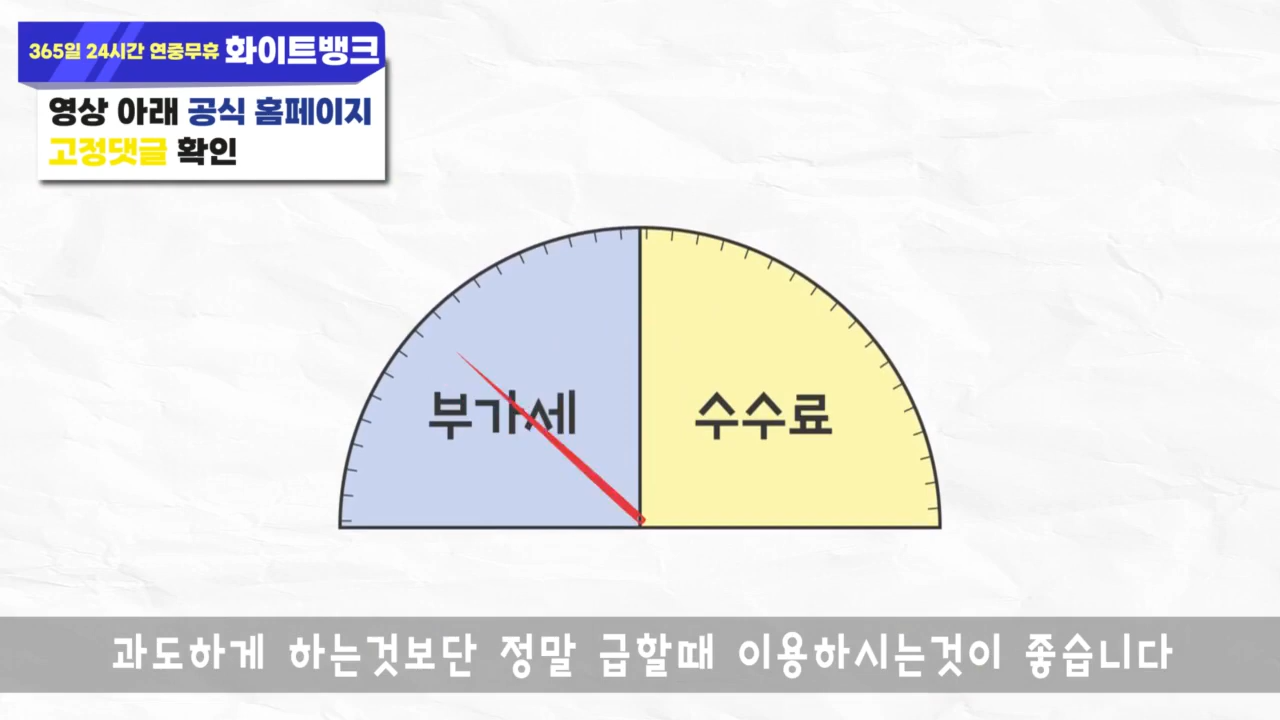 365일 24시간 연중무휴 화이트뱅크
영상 아래 공식 홈페이지
고정댓글 확인
부가세 수수료
과도하게 하는것보단 정말 급할때 이용하시는것이 좋습니다